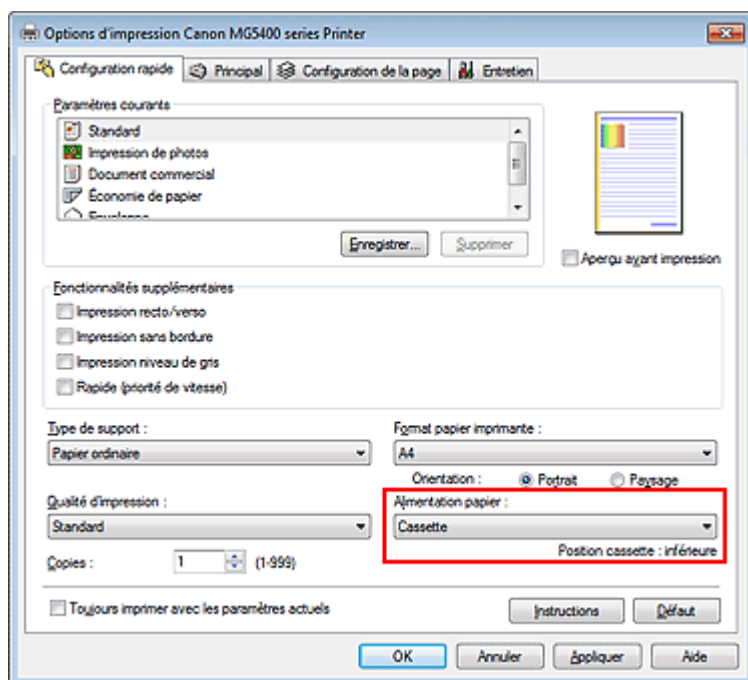 Options d'impression Canon MG5400 series Printer
Configuration rapide
Principal
Configuration de la page
Entretien
Paramètres courants
Standard
Impression de photos
Document commercial
Économie de papier
Enregistrer...
Supprimer
Aperçu avant impression
Fonctionnalités supplémentaires
Impression recto/verso
Impression sans bordure
Impression niveau de gris
Rapide (priorité de vitesse)
Type de support :
Papier ordinaire
Format papier imprimante :
A4
Orientation :
Portrait
Paysage
Qualité d'impression :
Standard
Alimentation papier :
Cassette
Position cassette : inférieure
Copies :
1
(1-999)
Toujours imprimer avec les paramètres actuels
Instructions
Défaut
OK
Annuler
Appliquer
Aide